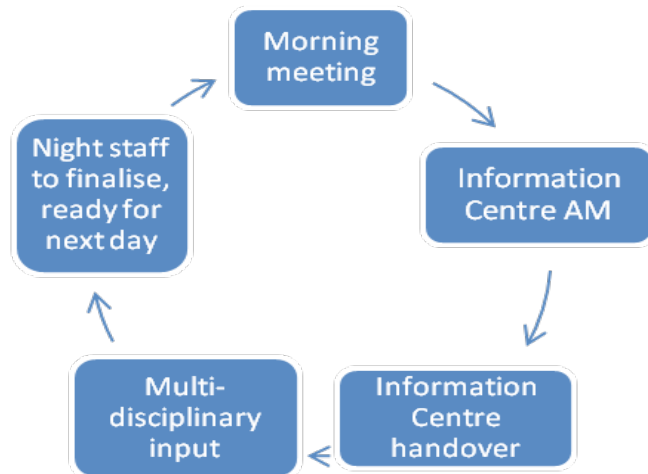 Morning
meeting
Information
Centre AM
Information
Centre
handover
Multi-
disciplinary
input
Night staff
to finalise,
ready for
next day